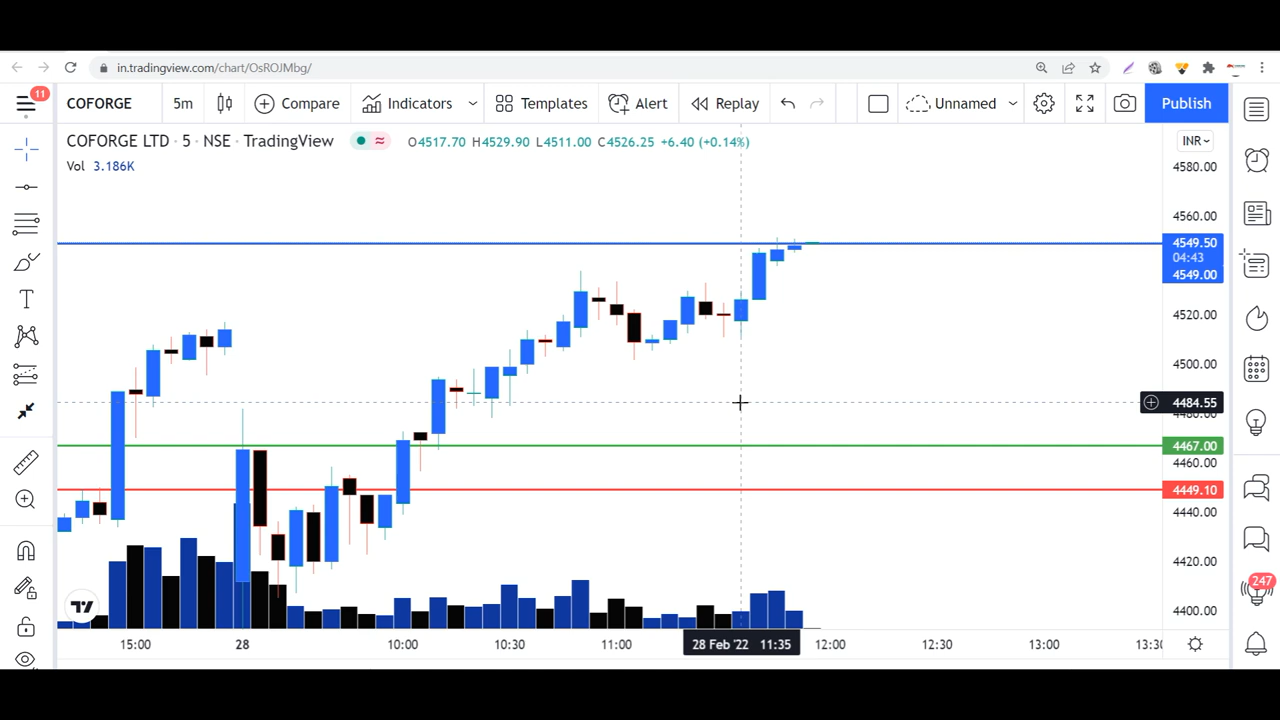 in.tradingview.com/chart/OsROJMbg/
11
COFORGE 5m Compare Indicators Templates Alert Replay Unnamed Publish
COFORGE LTD · 5 · NSE · TradingView O4517.70 H4529.90 L4511.00 C4526.25 +6.40 (+0.14%)
INR
Vol 3.186K
4580.00
4560.00
4549.50
04:43
4549.00
4520.00
4500.00
4484.55
4480.00
4467.00
4460.00
4449.10
4440.00
4420.00
4400.00
247
T
15:00 28 10:00 10:30 11:00 28 Feb '22 11:35 12:00 12:30 13:00 13:30